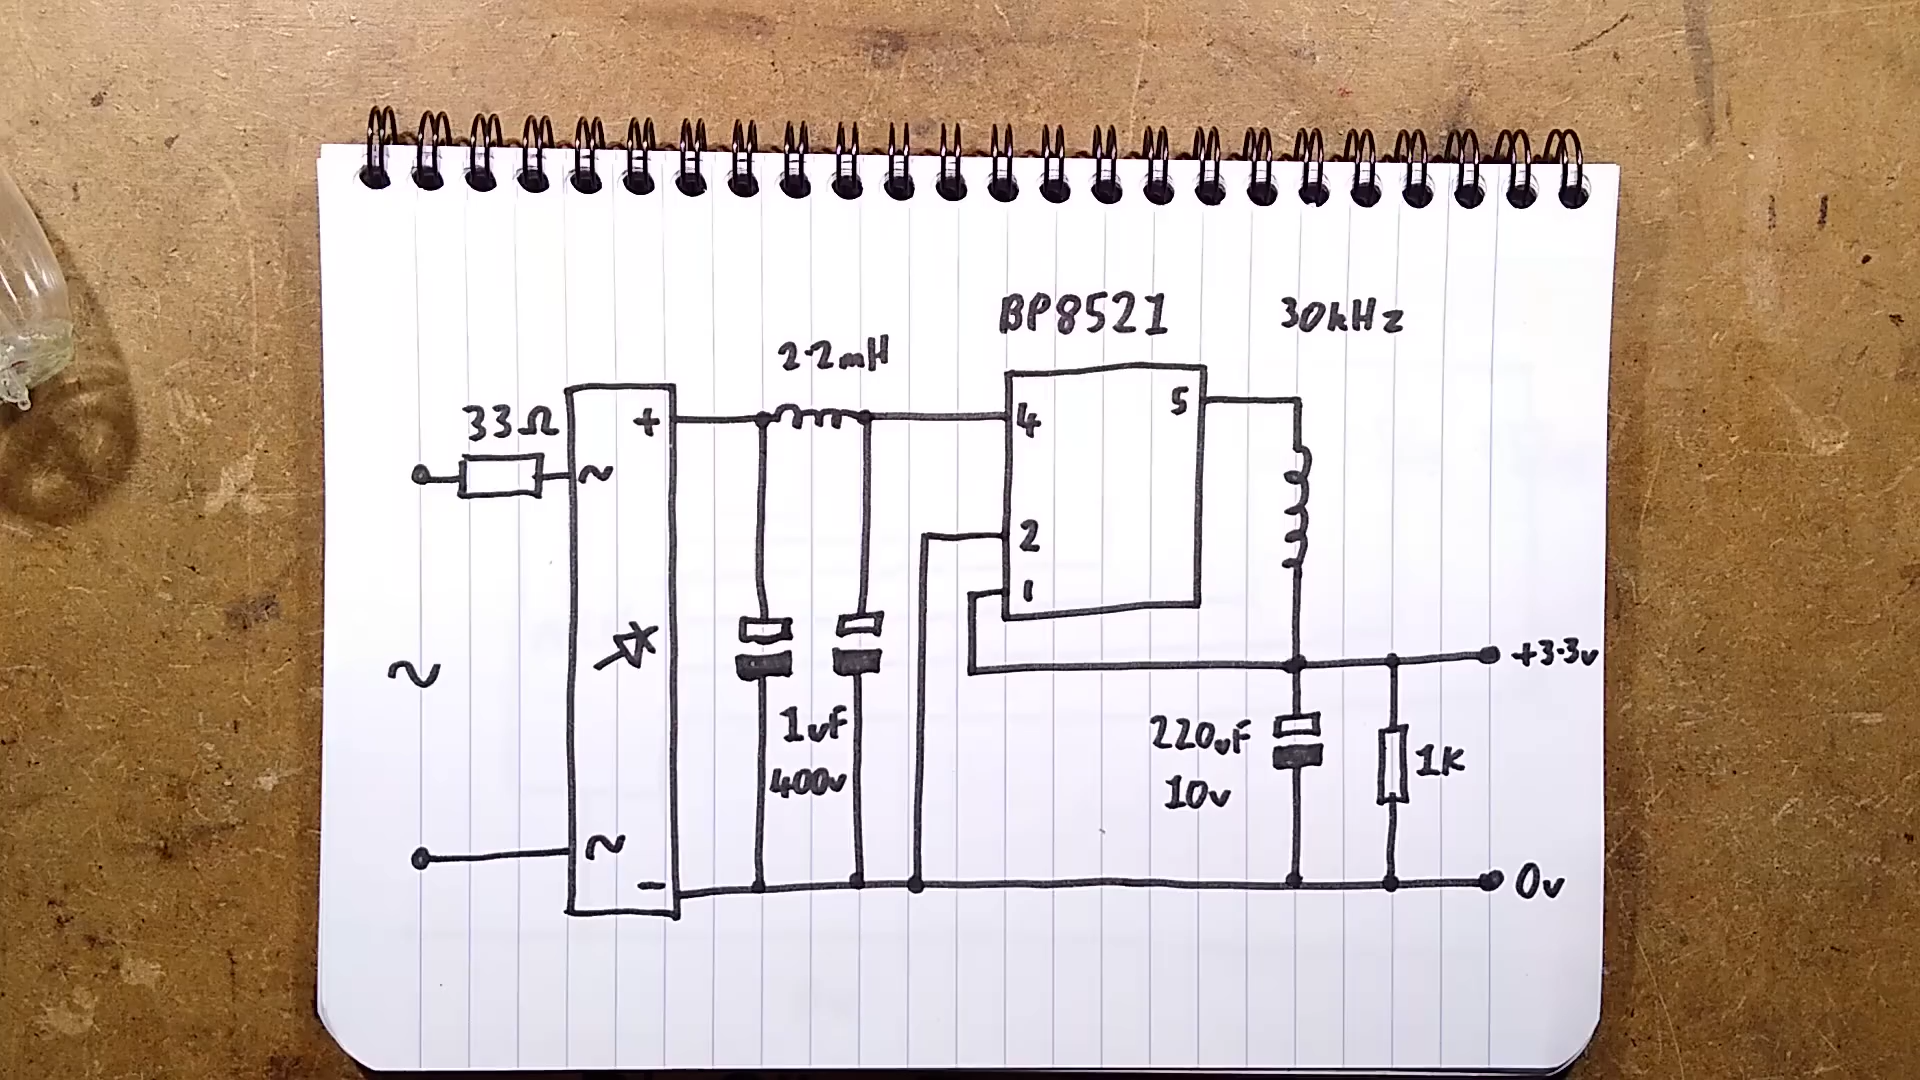 BP8521
30kHz
2.2mH
33Ω
+
4
5
~
2
1
~
+3.3v
1uF
400v
220uF
10v
1K
~
−
0v